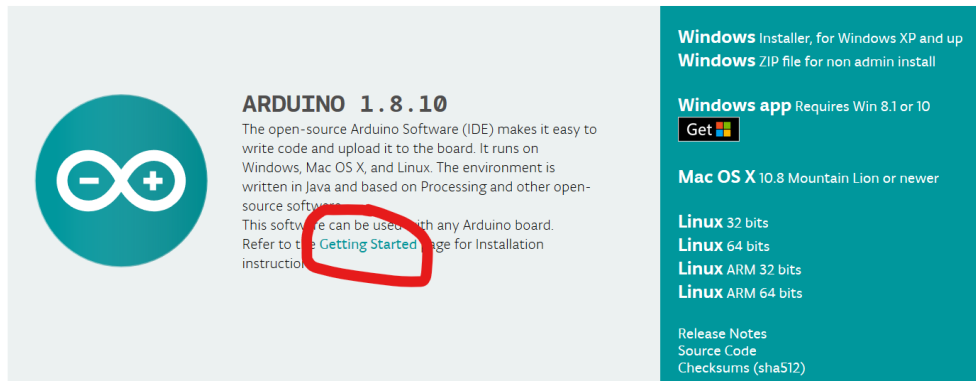 ARDUINO 1.8.10
The open-source Arduino Software (IDE) makes it easy to
write code and upload it to the board. It runs on
Windows, Mac OS X, and Linux. The environment is
written in Java and based on Processing and other open-
source software.
This software can be used with any Arduino board.
Refer to the Getting Started page for Installation
instructions.
Windows Installer, for Windows XP and up
Windows ZIP file for non admin install
Windows app Requires Win 8.1 or 10
Get
Mac OS X 10.8 Mountain Lion or newer
Linux 32 bits
Linux 64 bits
Linux ARM 32 bits
Linux ARM 64 bits
Release Notes
Source Code
Checksums (sha512)